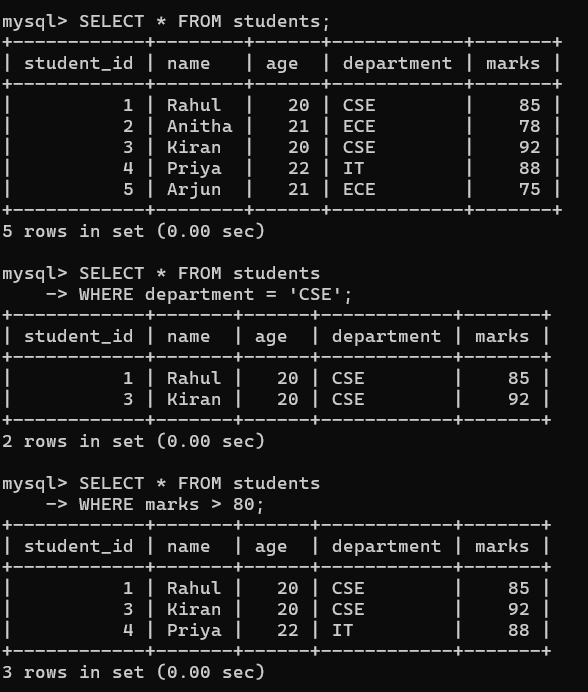 mysql> SELECT * FROM students;
+------------+--------+------+------------+-------+
| student_id | name   | age  | department | marks |
+------------+--------+------+------------+-------+
|          1 | Rahul  |   20 | CSE        |    85 |
|          2 | Anitha |   21 | ECE        |    78 |
|          3 | Kiran  |   20 | CSE        |    92 |
|          4 | Priya  |   22 | IT         |    88 |
|          5 | Arjun  |   21 | ECE        |    75 |
+------------+--------+------+------------+-------+
5 rows in set (0.00 sec)

mysql> SELECT * FROM students
    -> WHERE department = 'CSE';
+------------+-------+------+------------+-------+
| student_id | name  | age  | department | marks |
+------------+-------+------+------------+-------+
|          1 | Rahul |   20 | CSE        |    85 |
|          3 | Kiran |   20 | CSE        |    92 |
+------------+-------+------+------------+-------+
2 rows in set (0.00 sec)

mysql> SELECT * FROM students
    -> WHERE marks > 80;
+------------+-------+------+------------+-------+
| student_id | name  | age  | department | marks |
+------------+-------+------+------------+-------+
|          1 | Rahul |   20 | CSE        |    85 |
|          3 | Kiran |   20 | CSE        |    92 |
|          4 | Priya |   22 | IT         |    88 |
+------------+-------+------+------------+-------+
3 rows in set (0.00 sec)